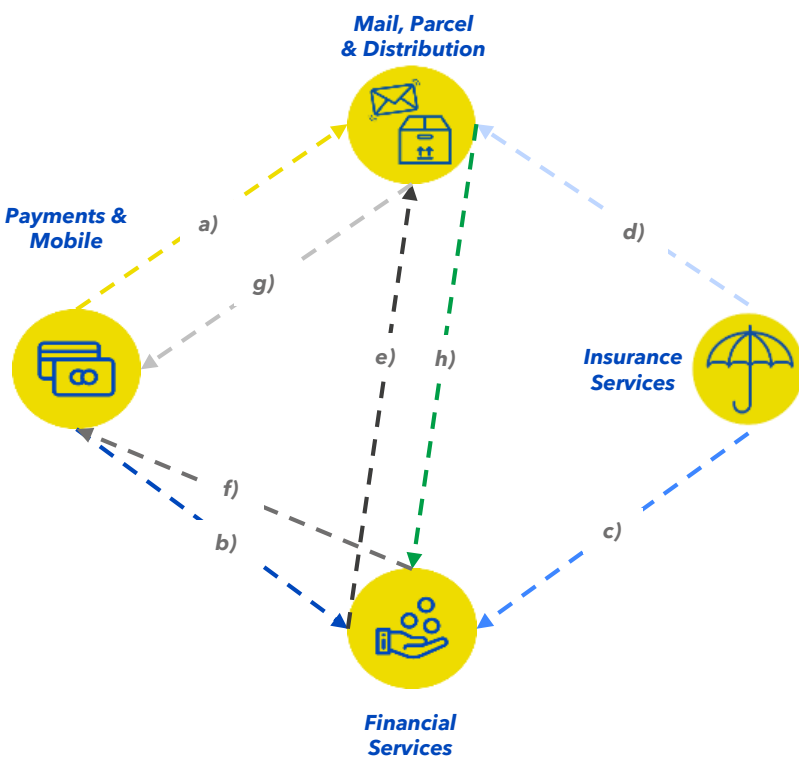 Mail, Parcel
& Distribution
Payments &
Mobile
a)
d)
g)
e)
h)
Insurance
Services
f)
b)
c)
Financial
Services